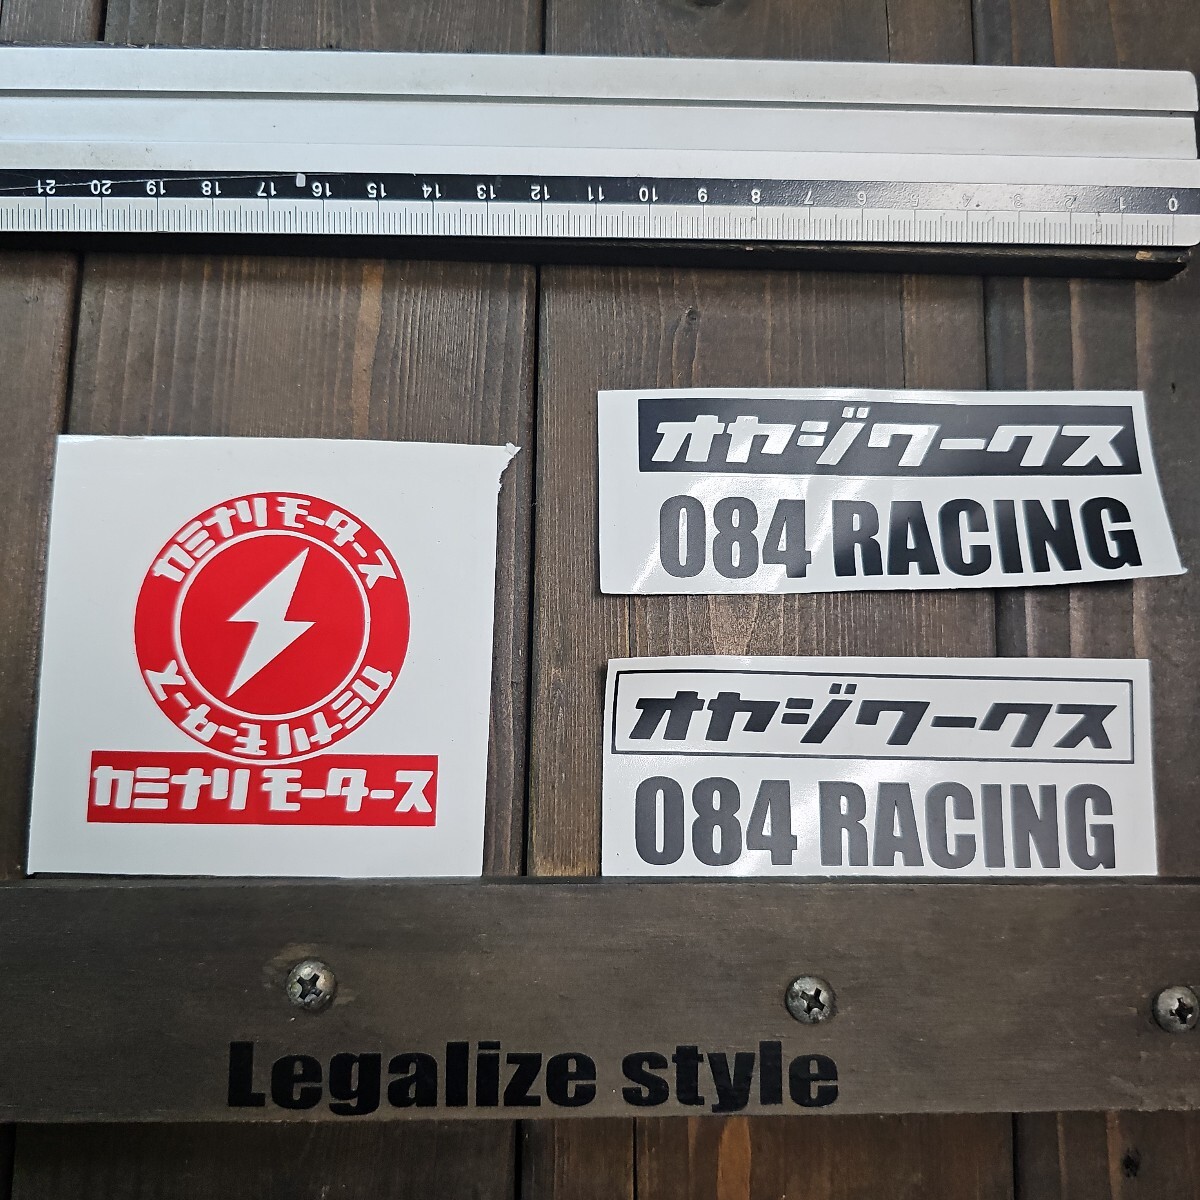 21 20 19 18 17 16 15 14 13 12 11 10 9 8 7 6 5 4 3 2 1 0
カミナリ モータース
カミナリ モータース
カミナリ モータース
オヤジワークス
084 RACING
オヤジワークス
084 RACING
Legalize style